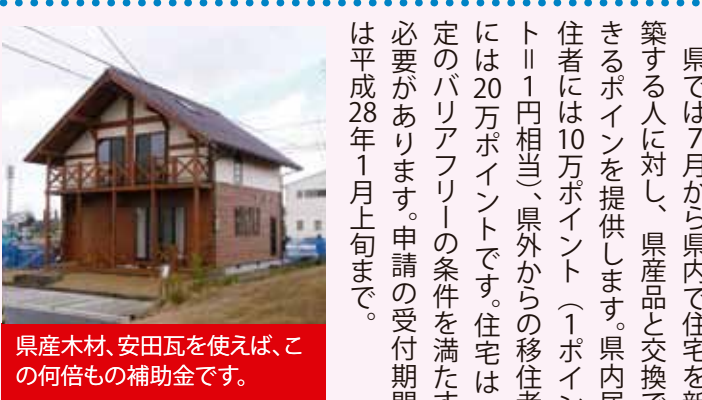 県では7月から県内で住宅を新
築する人に対し、県産品と交換で
きるポインを提供します。県内居
住者には10万ポイント（1ポイン
ト＝1円相当）、県外からの移住者
には20万ポイントです。住宅は
定のバリアフリーの条件を満たす
必要があります。申請の受付期間
は平成28年1月上旬まで。
県産木材、安田瓦を使えば、こ
の何倍もの補助金です。